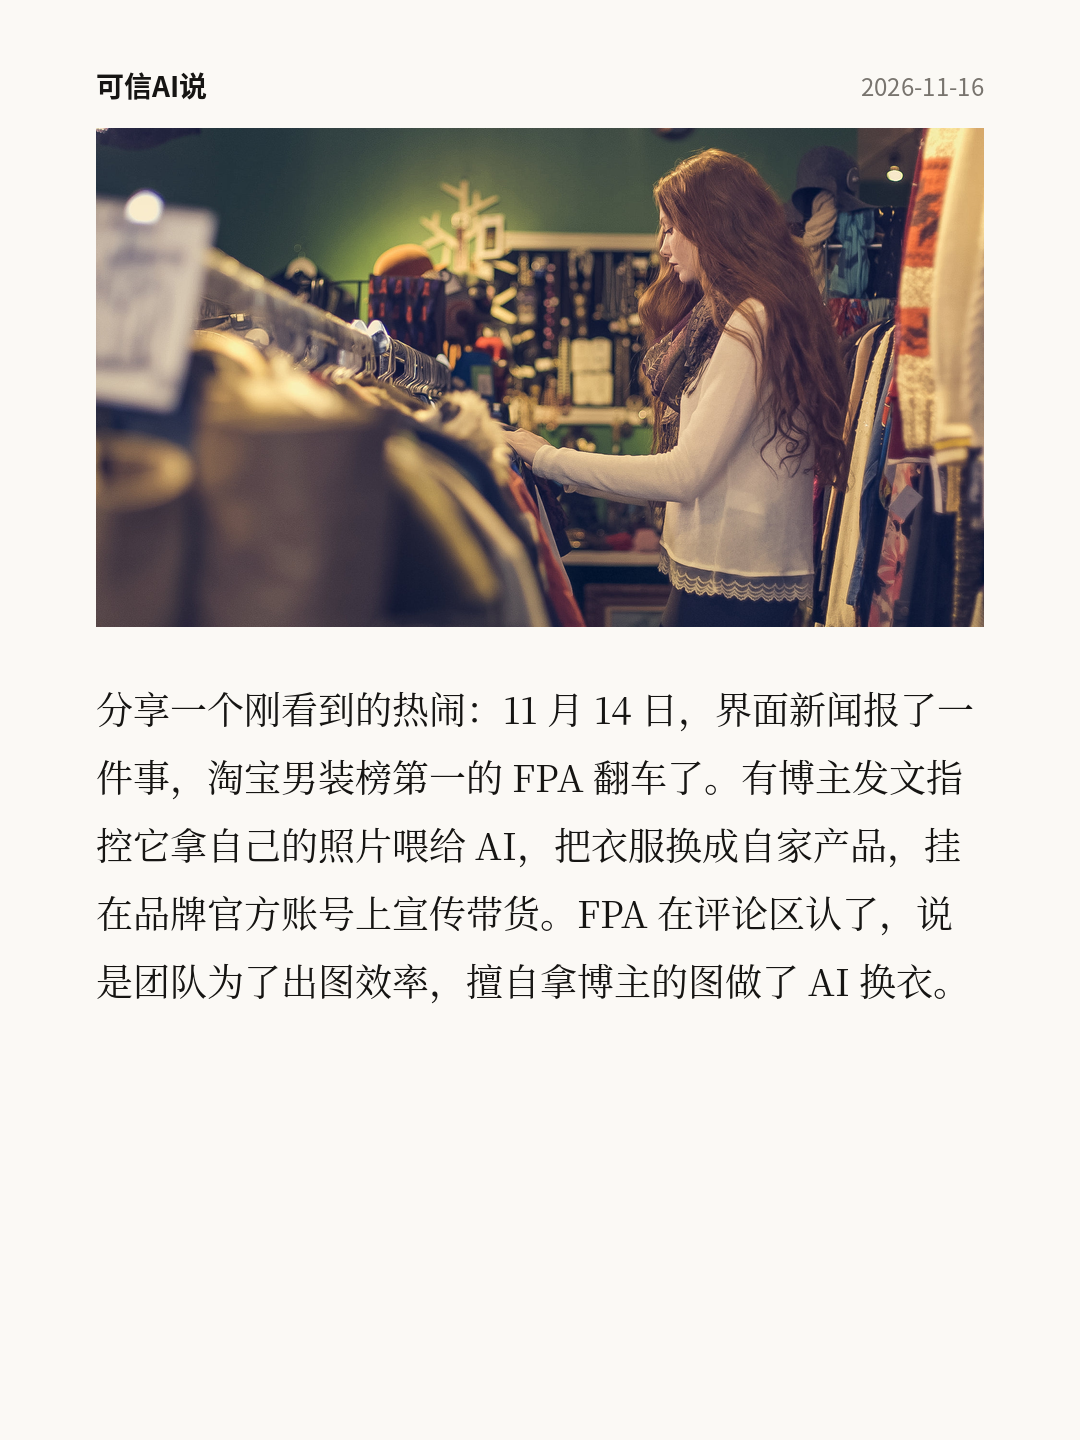 可信AI说
2026-11-16
分享一个刚看到的热闹：11 月 14 日，界面新闻报了一
件事，淘宝男装榜第一的 FPA 翻车了。有博主发文指
控它拿自己的照片喂给 AI，把衣服换成自家产品，挂
在品牌官方账号上宣传带货。FPA 在评论区认了，说
是团队为了出图效率，擅自拿博主的图做了 AI 换衣。